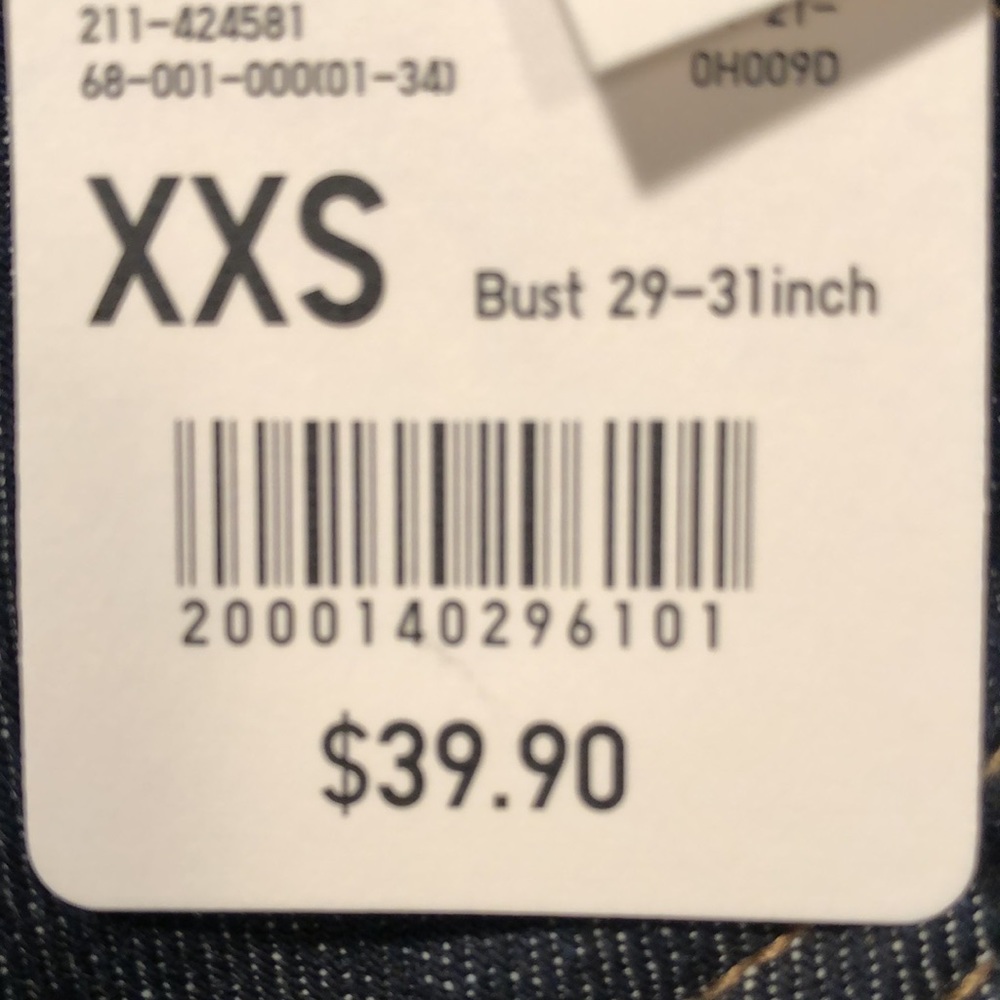 211-424581
68-001-000(01-34)
0H009D
XXS
Bust 29-31inch
2000140296101
$39.90